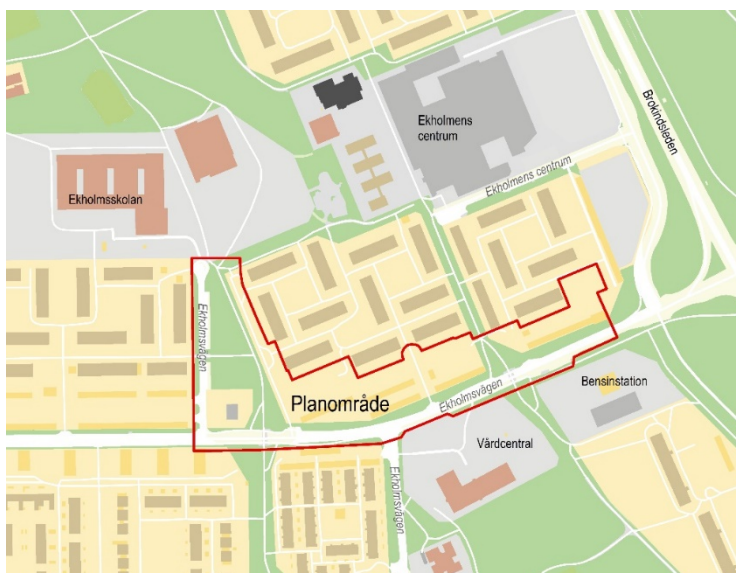 Brokindsleden
Ekholmens
centrum
Ekholmens centrum
Ekholmsskolan
Ekholmsvägen
Planområde
Ekholmsvägen
Bensinstation
Vårdcentral
Ekholmsvägen